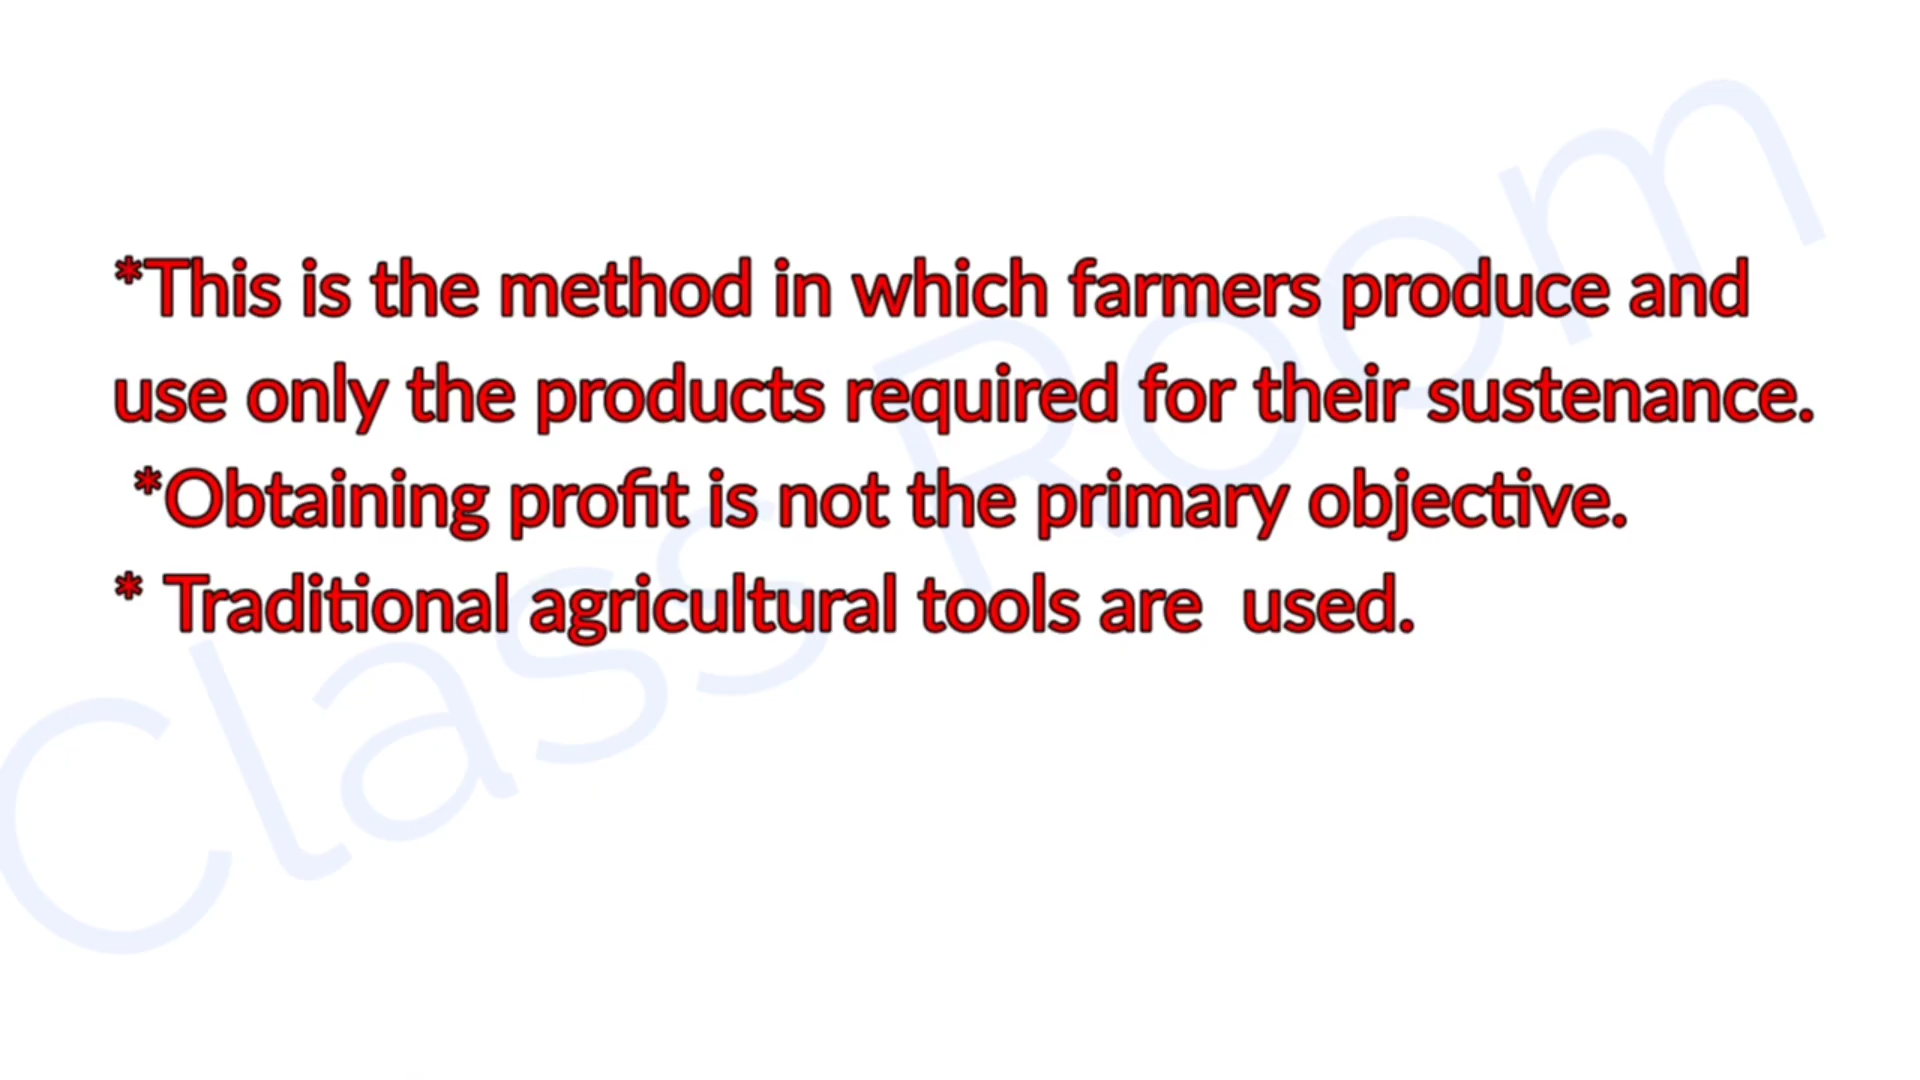 *This is the method in which farmers produce and
use only the products required for their sustenance.
*Obtaining profit is not the primary objective.
* Traditional agricultural tools are  used.
Class Room